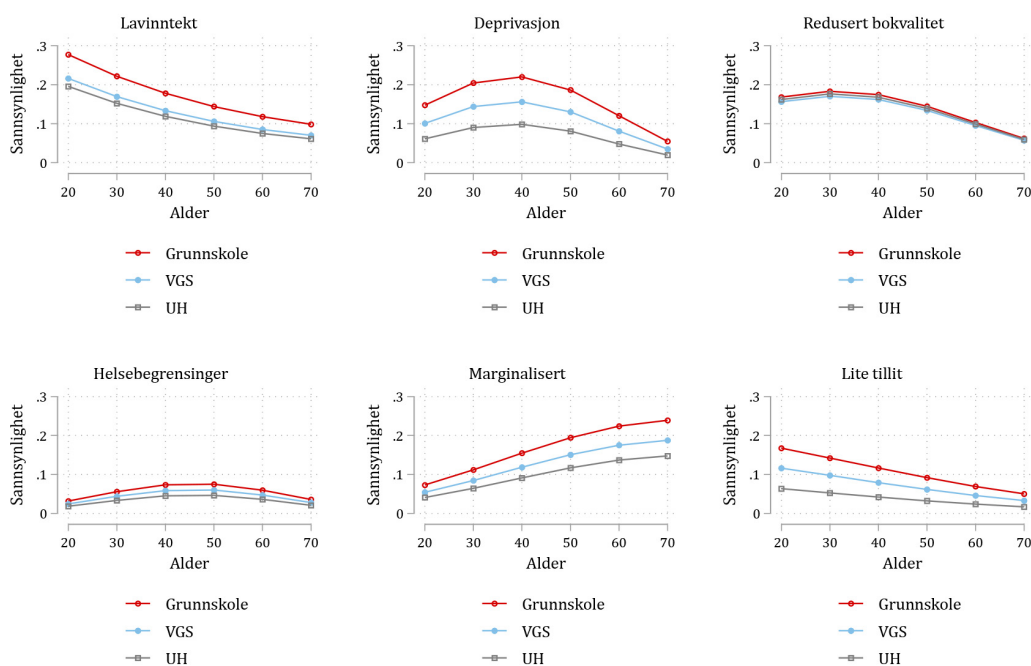 Lavinntekt
.3
.2
.1
0
Sannsynlighet
20 30 40 50 60 70
Alder
Grunnskole
VGS
UH
Deprivasjon
.3
.2
.1
0
Sannsynlighet
20 30 40 50 60 70
Alder
Grunnskole
VGS
UH
Redusert bokvalitet
.3
.2
.1
0
Sannsynlighet
20 30 40 50 60 70
Alder
Grunnskole
VGS
UH
Helsebegrensinger
.3
.2
.1
0
Sannsynlighet
20 30 40 50 60 70
Alder
Grunnskole
VGS
UH
Marginalisert
.3
.2
.1
0
Sannsynlighet
20 30 40 50 60 70
Alder
Grunnskole
VGS
UH
Lite tillit
.3
.2
.1
0
Sannsynlighet
20 30 40 50 60 70
Alder
Grunnskole
VGS
UH